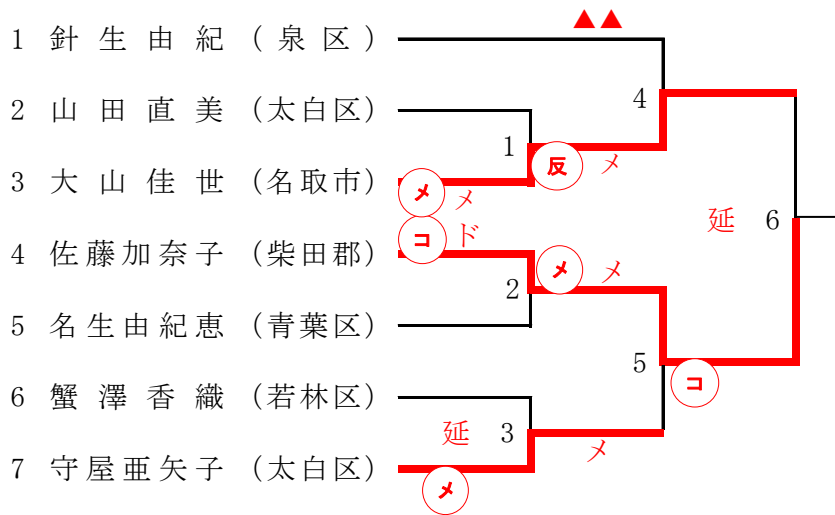 ▲▲
1 針生由紀 (泉区)
4
2 山田直美 (太白区)
1 反 メ
3 大山佳世 (名取市) メ メ
延 6
4 佐藤加奈子 (柴田郡) コ ド
2 メ メ
5 名生由紀恵 (青葉区)
5 コ
6 蟹澤香織 (若林区)
延 3 メ
7 守屋亜矢子 (太白区) メ